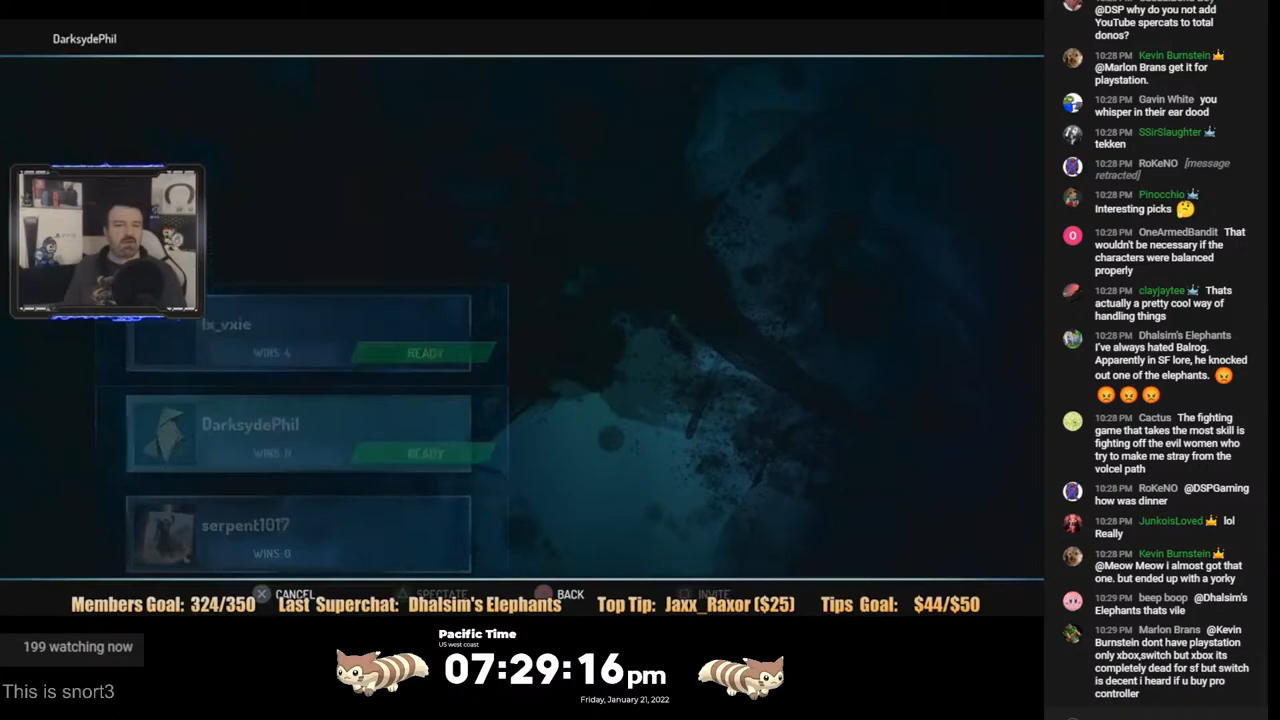 DarksydePhil
lx_vxie
WINS: 4
READY
DarksydePhil
READY
serpent1017
WINS: 0
CANCEL
SPECTATE
BACK
INVITE
Members Goal: 324/350 Last Superchat: Dhalsim's Elephants Top Tip: Jaxx_Raxor ($25) Tips Goal: $44/$50
199 watching now
This is snort3
Pacific Time
US west coast
07:29:16pm
Friday, January 21, 2022
@DSP why do you not add
YouTube spercats to total
donos?
10:28 PM Kevin Burnstein
@Marlon Brans get it for
playstation.
10:28 PM Gavin White you
whisper in their ear dood
10:28 PM SSirSlaughter
tekken
10:28 PM RoKeNO [message
retracted]
10:28 PM Pinocchio
Interesting picks 🤔
10:28 PM OneArmedBandit That
wouldn't be necessary if the
characters were balanced
properly
10:28 PM clayjaytee Thats
actually a pretty cool way of
handling things
10:28 PM Dhalsim's Elephants
I've always hated Balrog.
Apparently in SF lore, he knocked
out one of the elephants. 😡
😡 😡 😡
10:28 PM Cactus The fighting
game that takes the most skill is
fighting off the evil women who
try to make me stray from the
volcel path
10:28 PM RoKeNO @DSPGaming
how was dinner
10:28 PM JunkoisLoved lol
Really
10:28 PM Kevin Burnstein
@Meow Meow i almost got that
one. but ended up with a yorky
10:29 PM beep boop @Dhalsim's
Elephants thats vile
10:29 PM Marlon Brans @Kevin
Burnstein dont have playstation
only xbox,switch but xbox its
completely dead for sf but switch
is decent i heard if u buy pro
controller